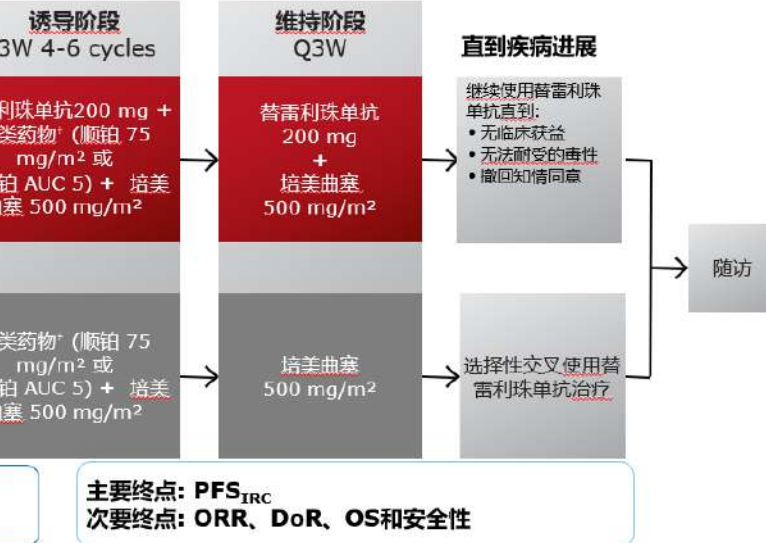 诱导阶段
3W 4-6 cycles
维持阶段
Q3W
直到疾病进展
利珠单抗200 mg +
类药物⁺ (顺铂 75
mg/m² 或
铂 AUC 5) + 培美
曲塞 500 mg/m²
替雷利珠单抗
200 mg
+
培美曲塞
500 mg/m²
继续使用替雷利珠
单抗直到:
• 无临床获益
• 无法耐受的毒性
• 撤回知情同意
随访
类药物⁺ (顺铂 75
mg/m² 或
铂 AUC 5) + 培美
曲塞 500 mg/m²
培美曲塞
500 mg/m²
选择性交叉使用替
雷利珠单抗治疗
主要终点: PFS_IRC
次要终点: ORR、DoR、OS和安全性